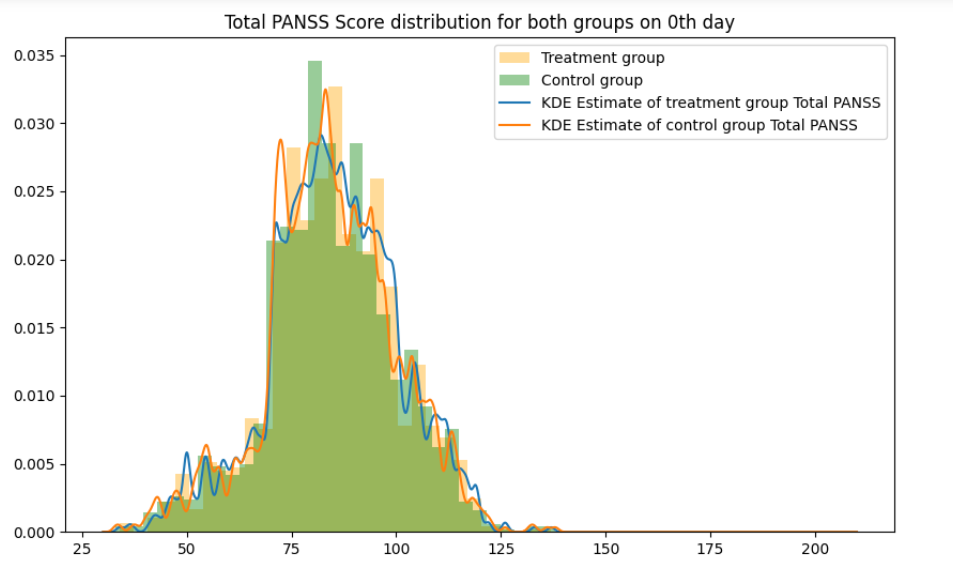 Total PANSS Score distribution for both groups on 0th day
0.035
0.030
0.025
0.020
0.015
0.010
0.005
0.000
Treatment group
Control group
KDE Estimate of treatment group Total PANSS
KDE Estimate of control group Total PANSS
25 50 75 100 125 150 175 200